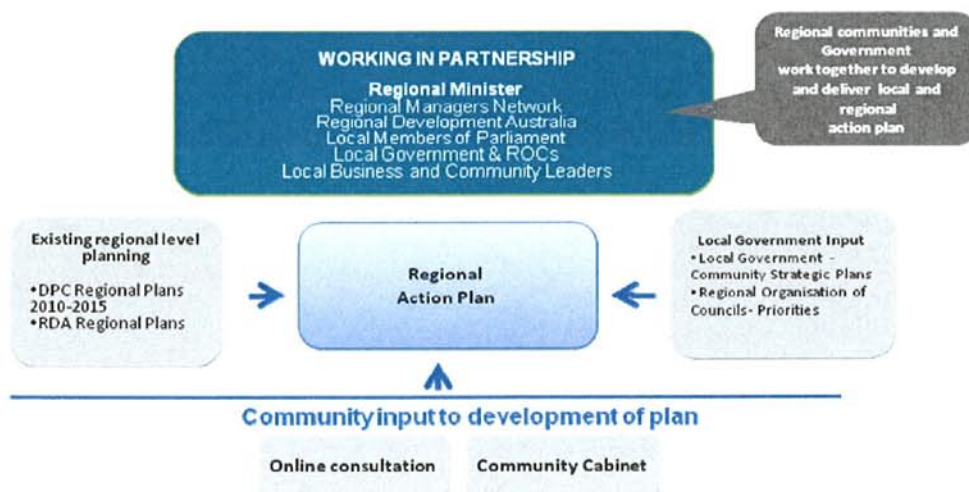 WORKING IN PARTNERSHIP
Regional Minister
Regional Managers Network
Regional Development Australia
Local Members of Parliament
Local Government & ROCs
Local Business and Community Leaders
Regional communities and
Government
work together to develop
and deliver local and
regional
action plan
Existing regional level
planning
•DPC Regional Plans
2010-2015
•RDA Regional Plans
Regional
Action Plan
Local Government Input
•Local Government -
Community Strategic Plans
•Regional Organisation of
Councils- Priorities
Community input to development of plan
Online consultation
Community Cabinet